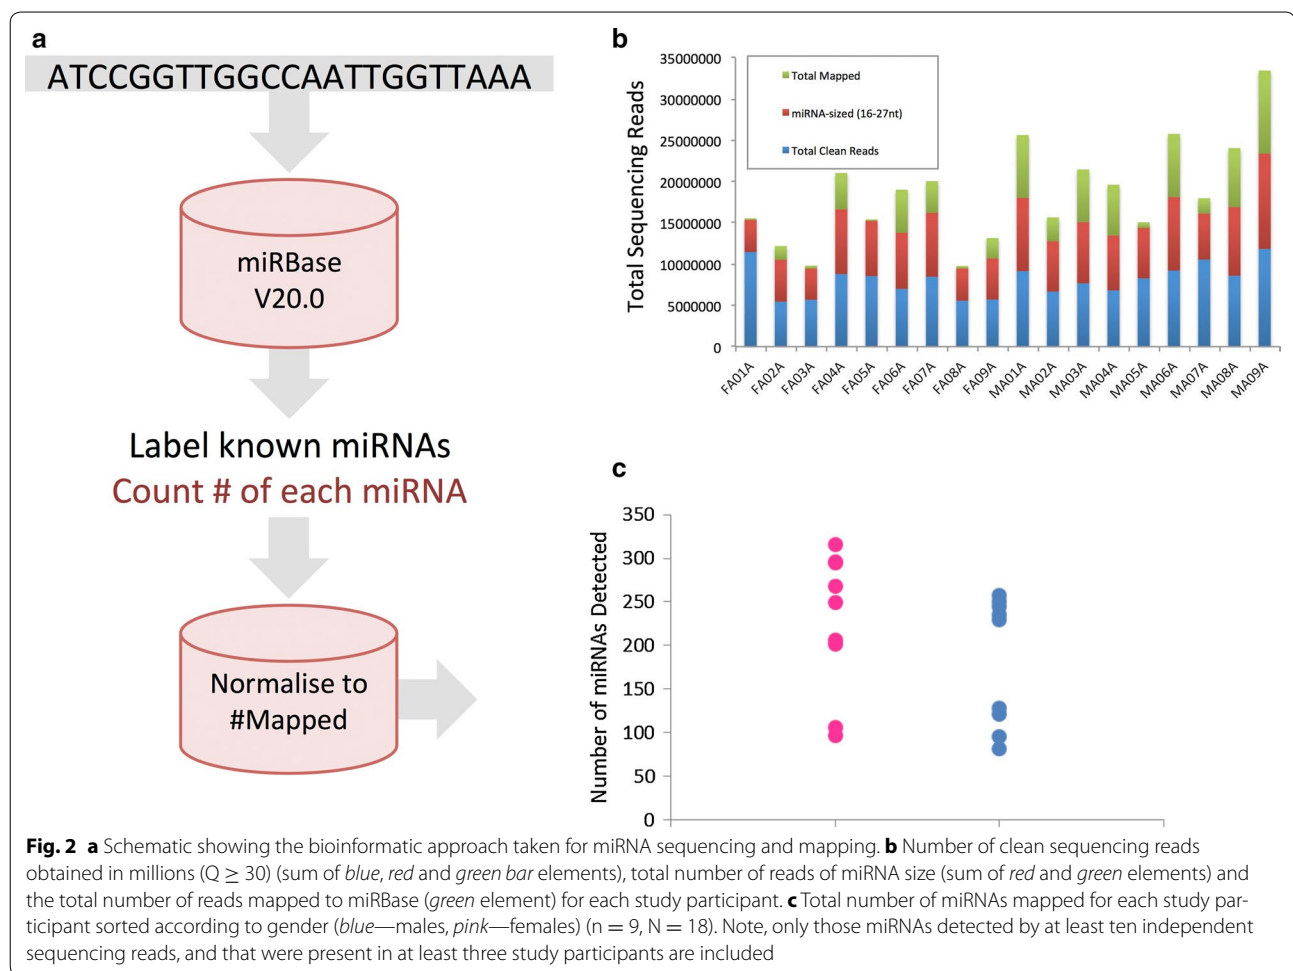 a
ATCCGGTTGGCCAATTGGTTAAA
miRBase
V20.0
Label known miRNAs
Count # of each miRNA
Normalise to
#Mapped
b
Total Sequencing Reads
35000000
30000000
25000000
20000000
15000000
10000000
5000000
0
Total Mapped
miRNA-sized (16-27nt)
Total Clean Reads
FA01A
FA02A
FA03A
FA04A
FA05A
FA06A
FA07A
FA08A
FA09A
MA01A
MA02A
MA03A
MA04A
MA05A
MA06A
MA07A
MA08A
MA09A
c
Number of miRNAs Detected
350
300
250
200
150
100
50
0
Fig. 2 a Schematic showing the bioinformatic approach taken for miRNA sequencing and mapping. b Number of clean sequencing reads
obtained in millions (Q ≥ 30) (sum of blue, red and green bar elements), total number of reads of miRNA size (sum of red and green elements) and
the total number of reads mapped to miRBase (green element) for each study participant. c Total number of miRNAs mapped for each study par-
ticipant sorted according to gender (blue—males, pink—females) (n = 9, N = 18). Note, only those miRNAs detected by at least ten independent
sequencing reads, and that were present in at least three study participants are included